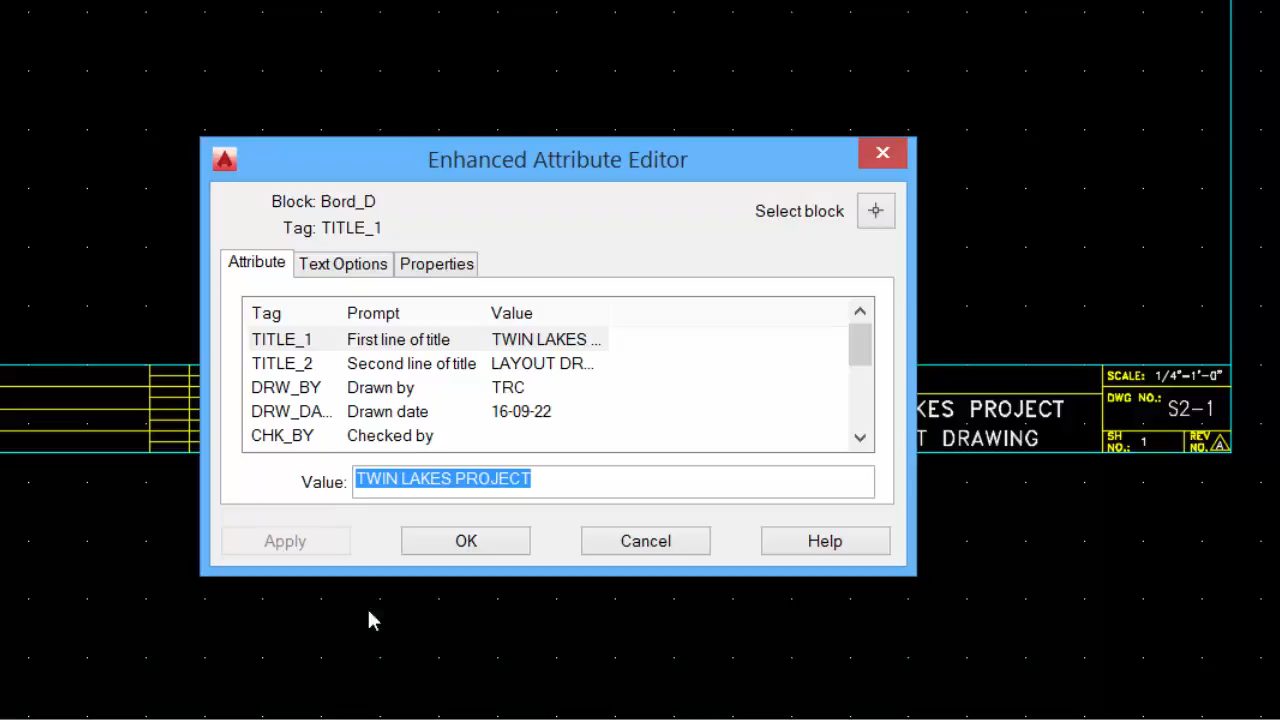 Enhanced Attribute Editor
Block: Bord_D
Tag: TITLE_1
Select block
Attribute Text Options Properties
Tag Prompt Value
TITLE_1 First line of title TWIN LAKES ...
TITLE_2 Second line of title LAYOUT DR...
DRW_BY Drawn by TRC
DRW_DA... Drawn date 16-09-22
CHK_BY Checked by
Value: TWIN LAKES PROJECT
Apply OK Cancel Help
KES PROJECT
T DRAWING
SCALE: 1/4"-1'-0"
DWG NO.: S2-1
SH NO.: 1
REV NO. A